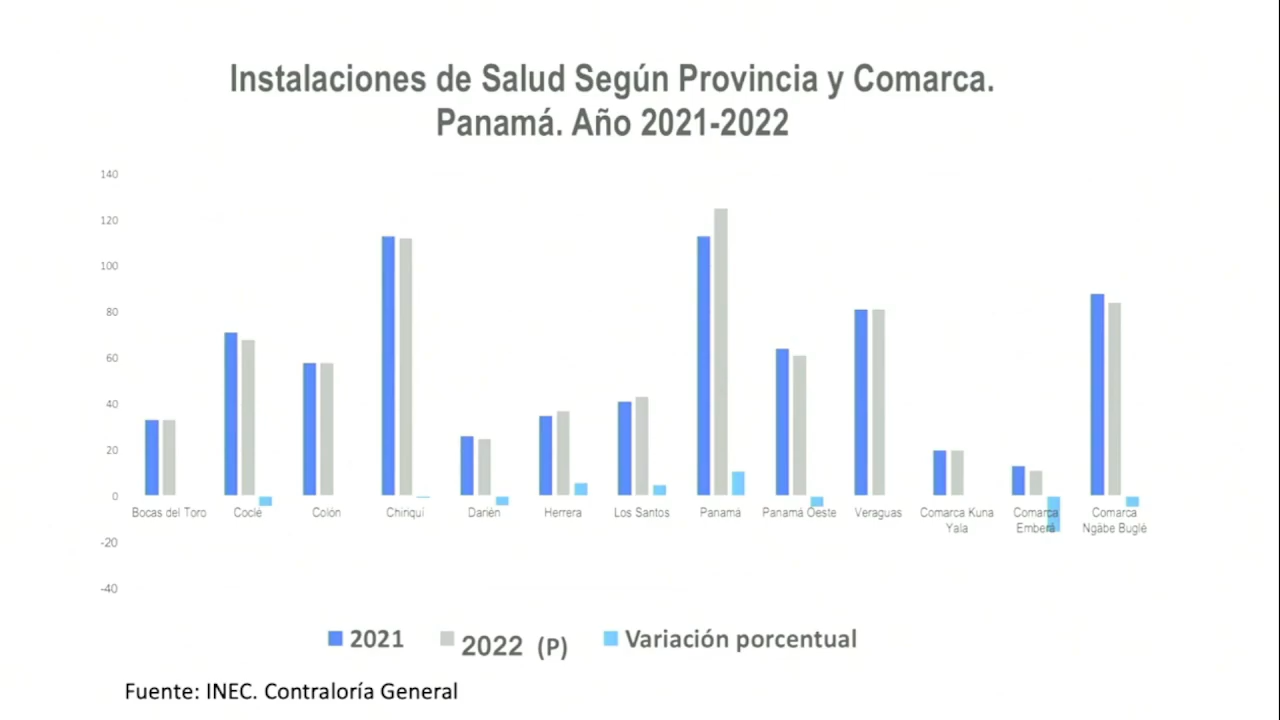 Instalaciones de Salud Según Provincia y Comarca.
Panamá. Año 2021-2022
140
120
100
80
60
40
20
0
-20
-40
Bocas del Toro
Coclé
Colón
Chiriquí
Darién
Herrera
Los Santos
Panamá
Panamá Oeste
Veraguas
Comarca Kuna
Yala
Comarca
Emberá
Comarca
Ngäbe Buglé
2021
2022 (P)
Variación porcentual
Fuente: INEC. Contraloría General